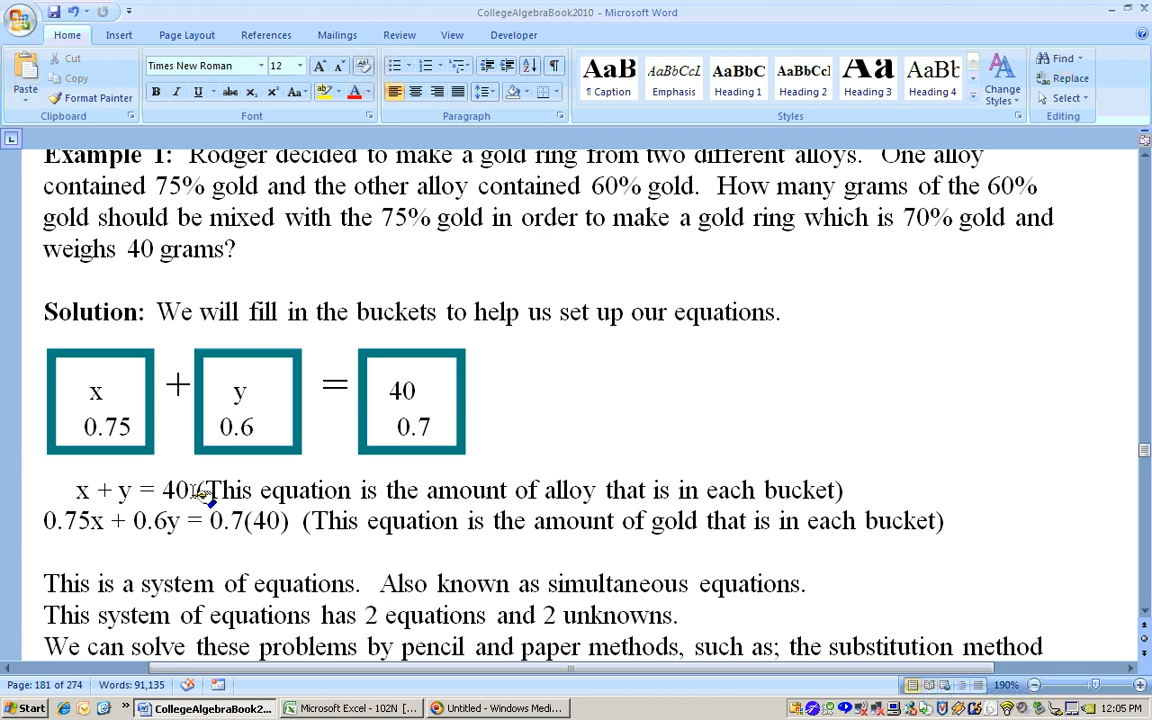 CollegeAlgebraBook2010 - Microsoft Word
Home Insert Page Layout References Mailings Review View Developer
Cut
Copy
Format Painter
Paste
Clipboard
Times New Roman 12
Font
Paragraph
AaB AaBbCcL AaBbC AaBbCcI Aa AaBb
¶ Caption Emphasis Heading 1 Heading 2 Heading 3 Heading 4
Styles
Change Styles
Find
Replace
Select
Editing
Example 1: Rodger decided to make a gold ring from two different alloys. One alloy
contained 75% gold and the other alloy contained 60% gold. How many grams of the 60%
gold should be mixed with the 75% gold in order to make a gold ring which is 70% gold and
weighs 40 grams?
Solution: We will fill in the buckets to help us set up our equations.
x + y = 40
0.75 0.6 0.7
x + y = 40 (This equation is the amount of alloy that is in each bucket)
0.75x + 0.6y = 0.7(40) (This equation is the amount of gold that is in each bucket)
This is a system of equations. Also known as simultaneous equations.
This system of equations has 2 equations and 2 unknowns.
We can solve these problems by pencil and paper methods, such as; the substitution method
Page: 181 of 274 Words: 91,135 190%
Start CollegeAlgebraBook2... Microsoft Excel - 102N [... Untitled - Windows Medi... 12:05 PM